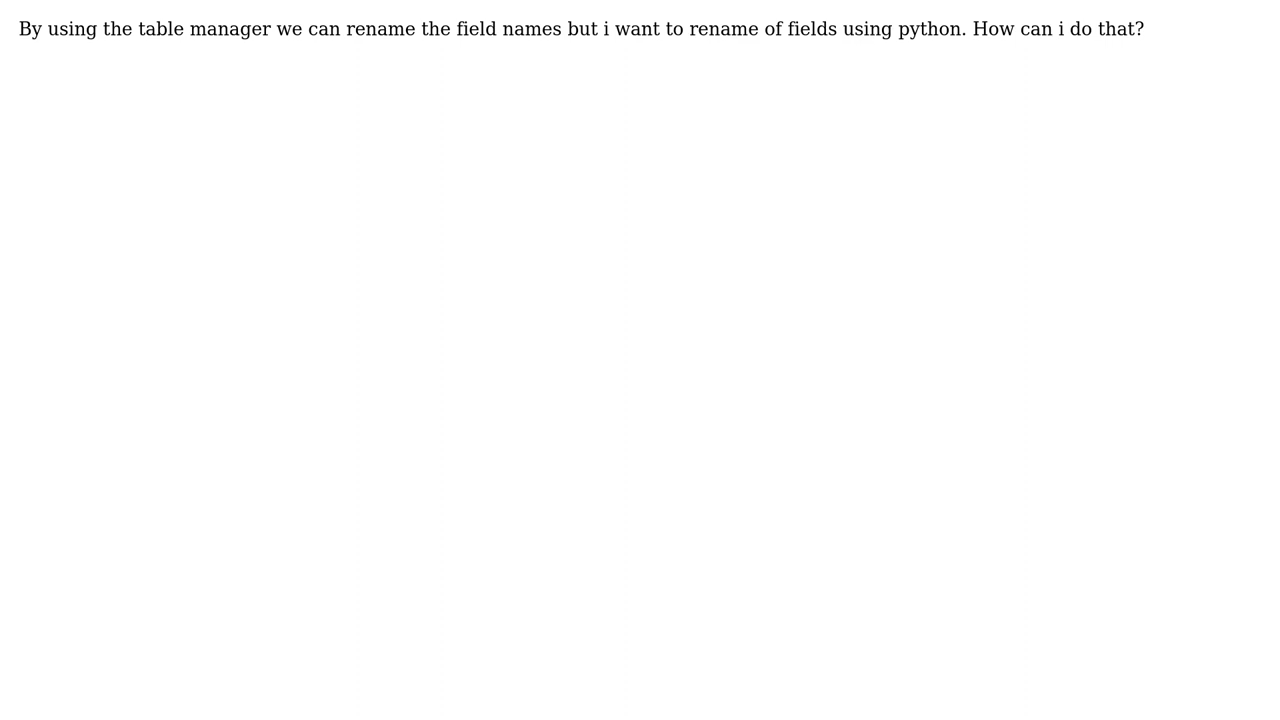 By using the table manager we can rename the field names but i want to rename of fields using python. How can i do that?